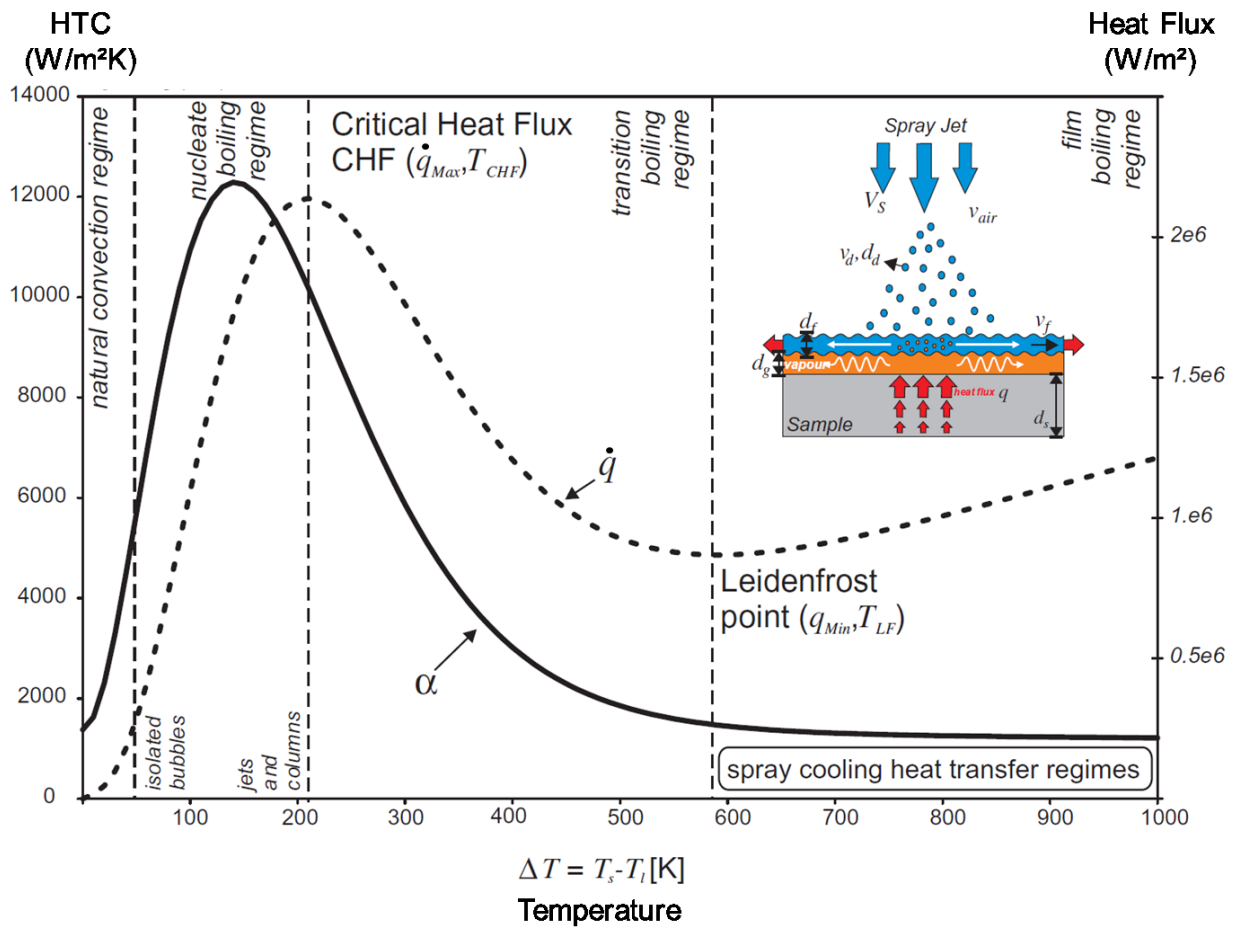 HTC
(W/m²K)
Heat Flux
(W/m²)
14000
12000
10000
8000
6000
4000
2000
0
natural convection regime
nucleate
boiling
regime
Critical Heat Flux
CHF (q̇Max,TCHF)
transition
boiling
regime
film
boiling
regime
Spray Jet
VS
vair
vd,dd
df
vf
dg
vapour
heat flux q
ds
Sample
2e6
1.5e6
1.0e6
0.5e6
q̇
α
Leidenfrost
point (qMin,TLF)
isolated
bubbles
jets
and
columns
spray cooling heat transfer regimes
100
200
300
400
500
600
700
800
900
1000
ΔT = Ts-Tl [K]
Temperature